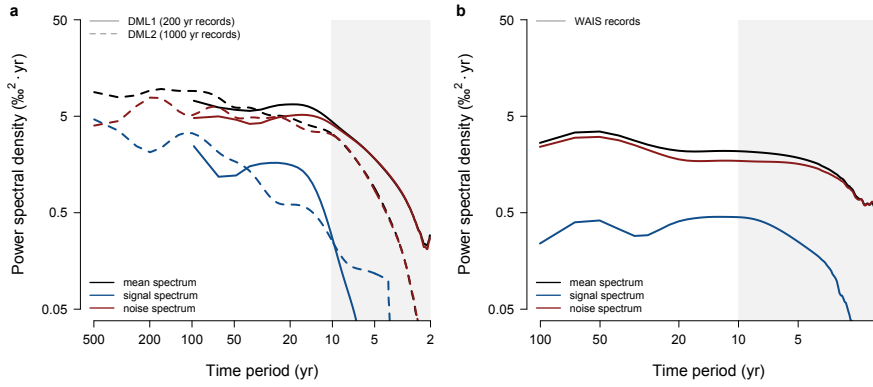 a
DML1 (200 yr records)
DML2 (1000 yr records)
Power spectral density (‰²·yr)
50
5
0.5
0.05
mean spectrum
signal spectrum
noise spectrum
500 200 100 50 20 10 5 2
Time period (yr)
b
WAIS records
Power spectral density (‰²·yr)
50
5
0.5
0.05
mean spectrum
signal spectrum
noise spectrum
100 50 20 10 5
Time period (yr)